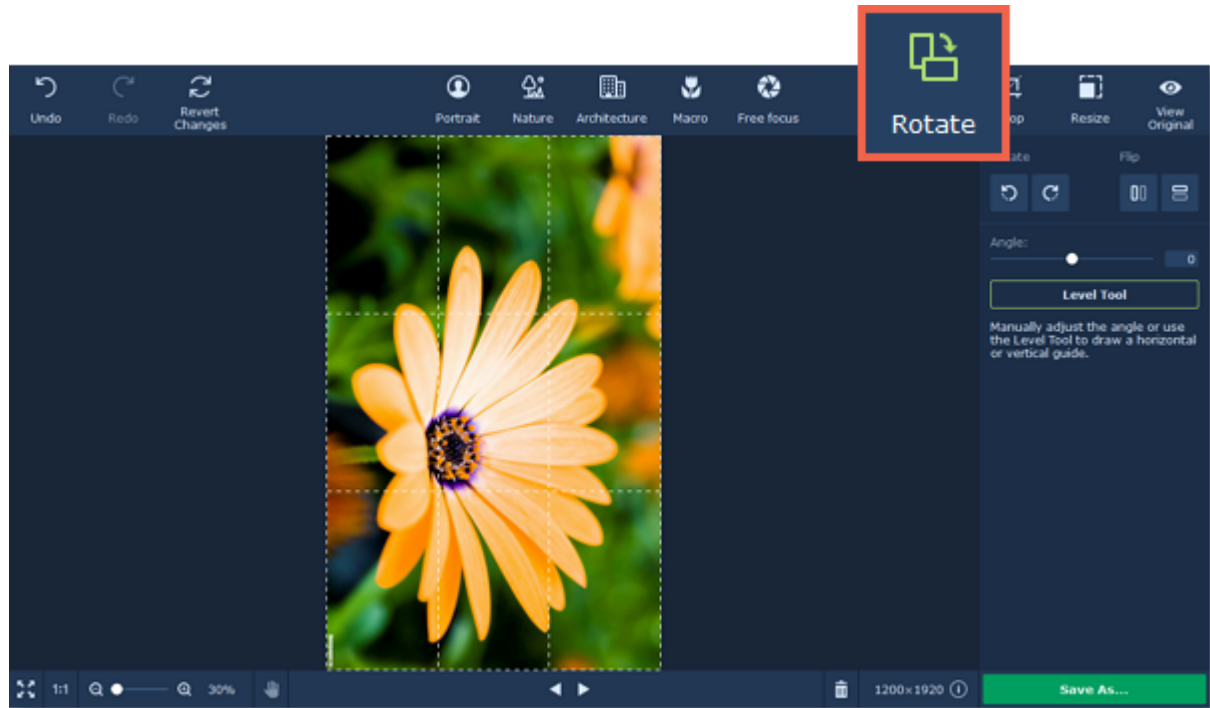 Rotate
Undo
Redo
Revert
Changes
Portrait
Nature
Architecture
Macro
Free focus
Resize
View
Original
Flip
Angle:
0
Level Tool
Manually adjust the angle or use
the Level Tool to draw a horizontal
or vertical guide.
1:1
30%
1200×1920
Save As...